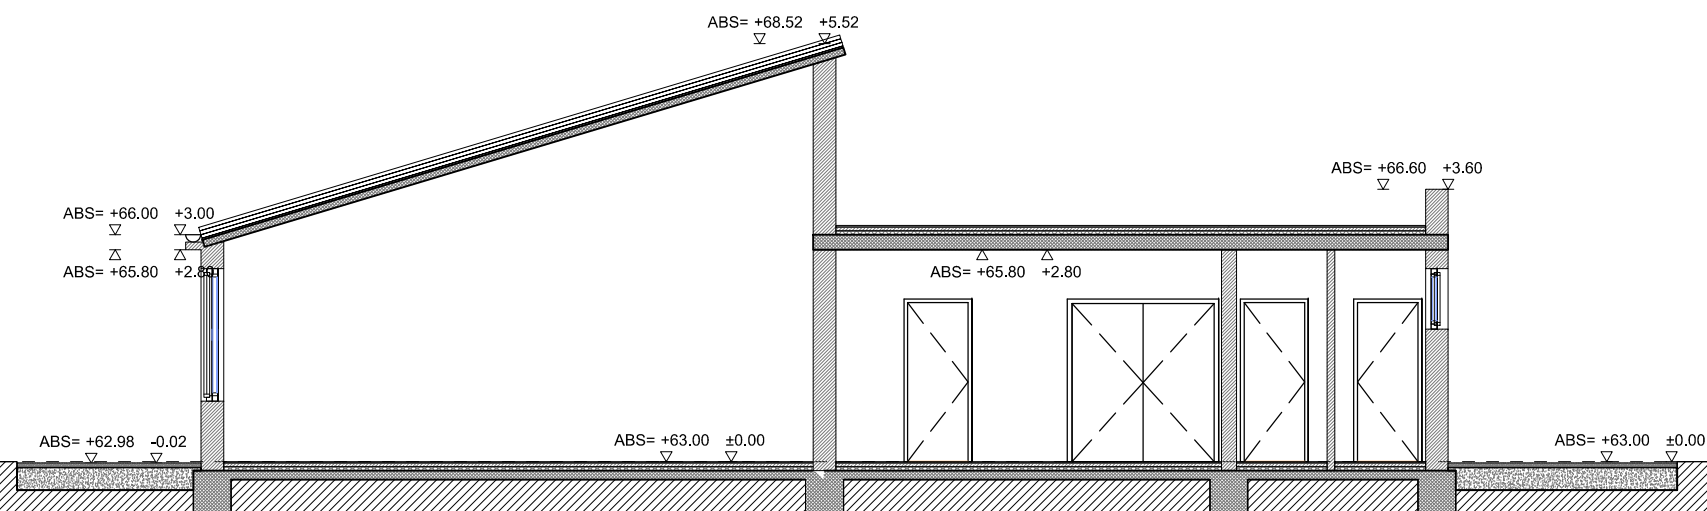 ABS= +68.52 +5.52
ABS= +66.60 +3.60
ABS= +66.00 +3.00
ABS= +65.80 +2.80
ABS= +65.80 +2.80
ABS= +62.98 -0.02
ABS= +63.00 ±0.00
ABS= +63.00 ±0.00